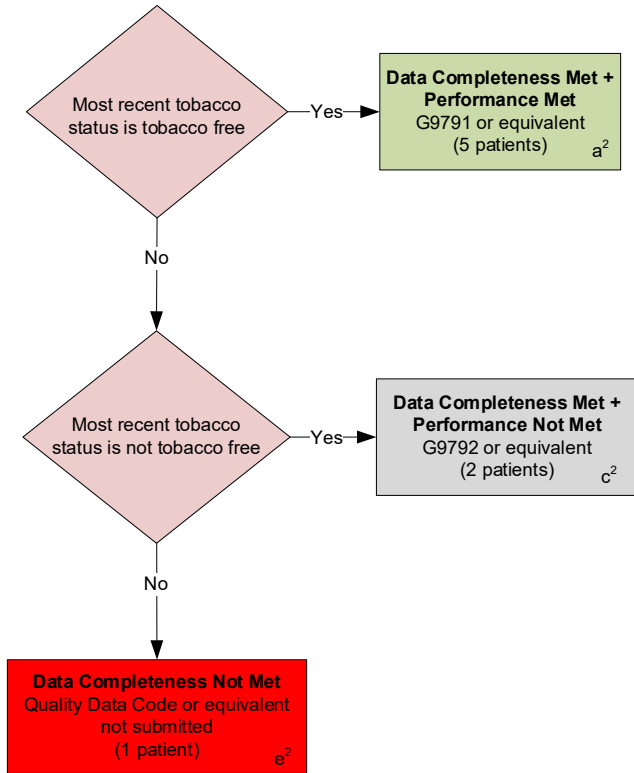 Most recent tobacco
status is tobacco free
Yes
Data Completeness Met +
Performance Met
G9791 or equivalent
(5 patients)
a²
No
Most recent tobacco
status is not tobacco free
Yes
Data Completeness Met +
Performance Not Met
G9792 or equivalent
(2 patients)
c²
No
Data Completeness Not Met
Quality Data Code or equivalent
not submitted
(1 patient)
e²